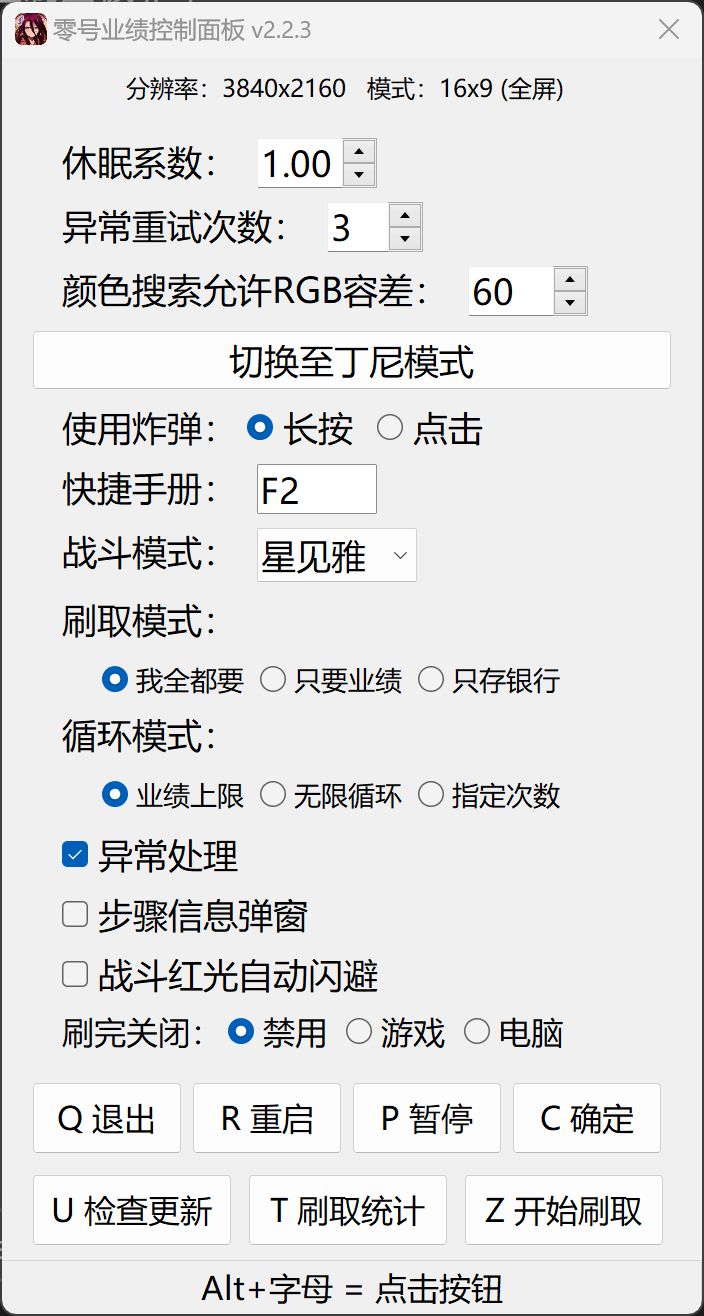 零号业绩控制面板 v2.2.3
分辨率：3840x2160 模式：16x9 (全屏)
休眠系数： 1.00
异常重试次数： 3
颜色搜索允许RGB容差： 60
切换至丁尼模式
使用炸弹： 长按 点击
快捷手册： F2
战斗模式： 星见雅
刷取模式：
我全都要 只要业绩 只存银行
循环模式：
业绩上限 无限循环 指定次数
异常处理
步骤信息弹窗
战斗红光自动闪避
刷完关闭： 禁用 游戏 电脑
Q 退出 R 重启 P 暂停 C 确定
U 检查更新 T 刷取统计 Z 开始刷取
Alt+字母 = 点击按钮